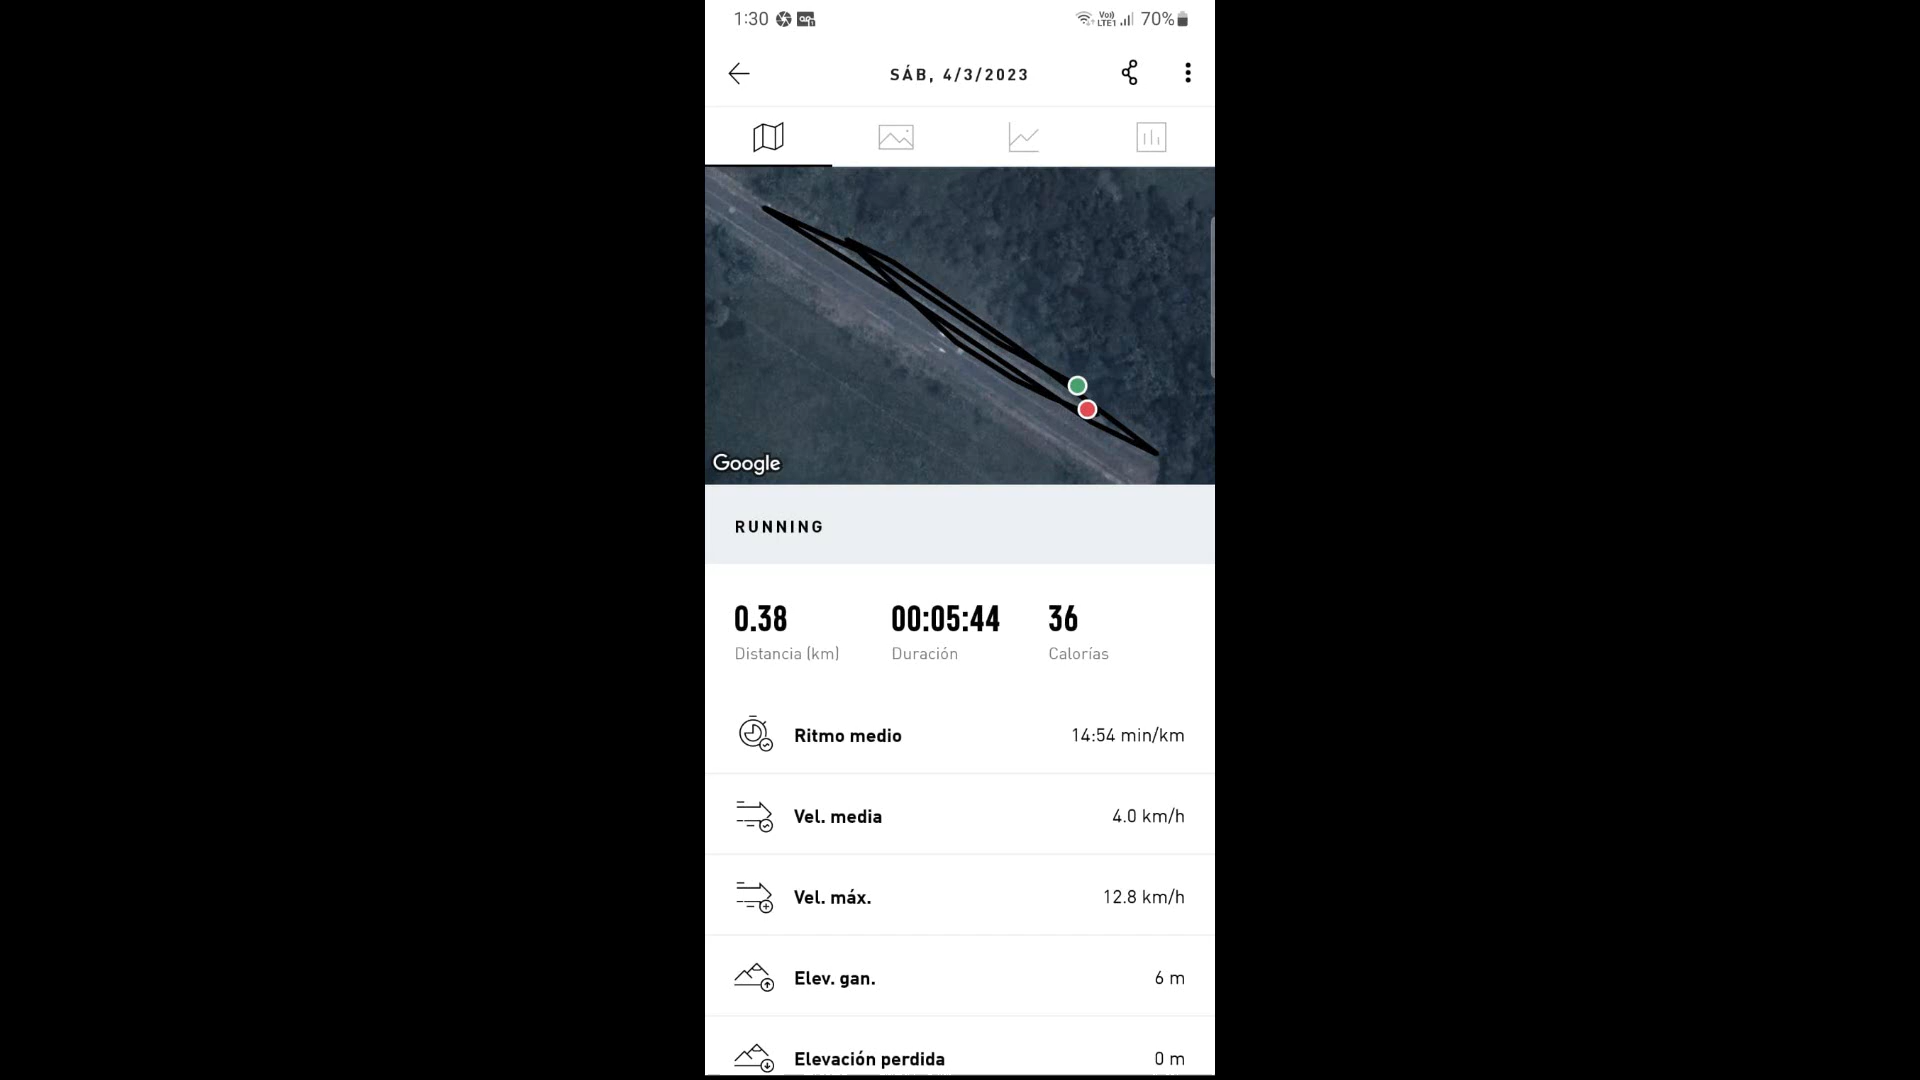 1:30
Vo)) LTE1 70%
SÁB, 4/3/2023
Google
RUNNING
0.38 00:05:44 36
Distancia (km) Duración Calorías
Ritmo medio 14:54 min/km
Vel. media 4.0 km/h
Vel. máx. 12.8 km/h
Elev. gan. 6 m
Elevación perdida 0 m